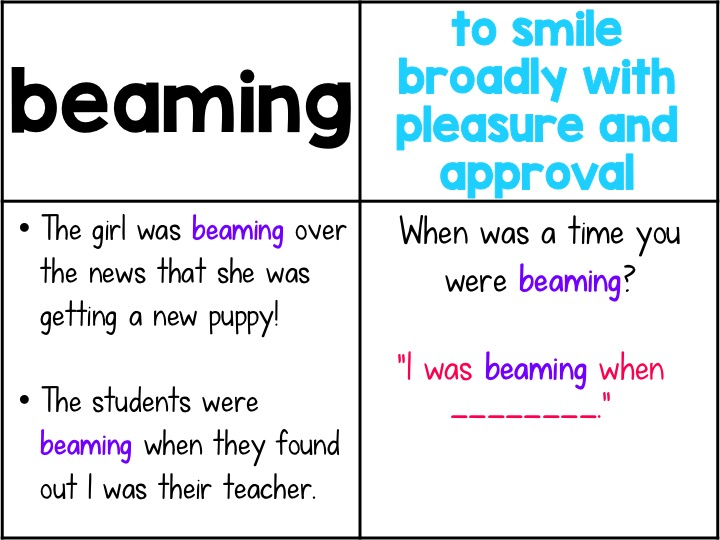 beaming
to smile
broadly with
pleasure and
approval
• The girl was beaming over
the news that she was
getting a new puppy!
• The students were
beaming when they found
out I was their teacher.
When was a time you
were beaming?
"I was beaming when
________."